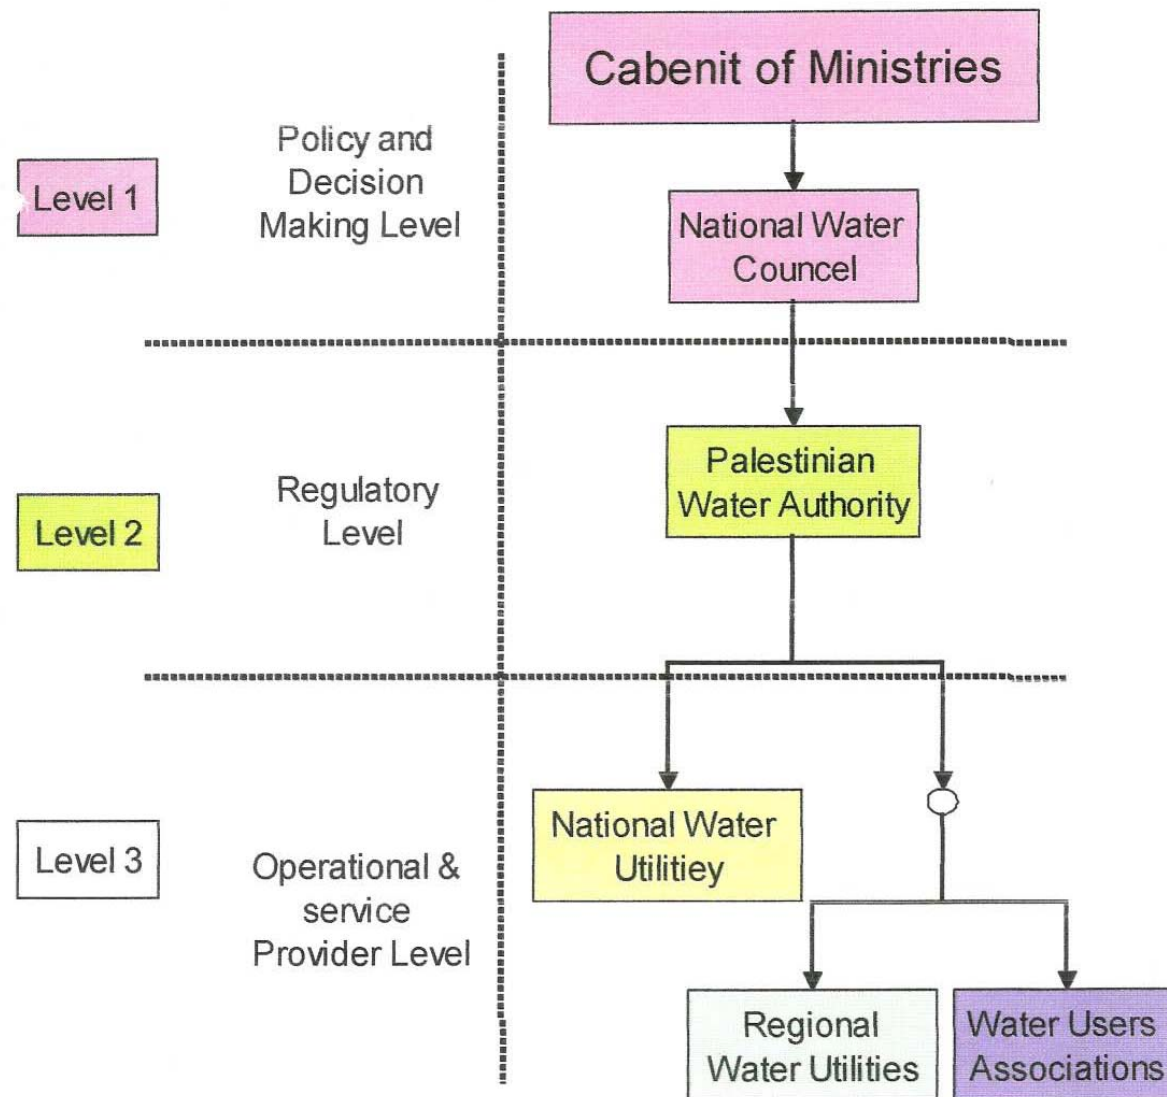 Cabenit of Ministries
Level 1
Policy and
Decision
Making Level
National Water
Councel
Level 2
Regulatory
Level
Palestinian
Water Authority
Level 3
Operational &
service
Provider Level
National Water
Utilitiey
Regional
Water Utilities
Water Users
Associations